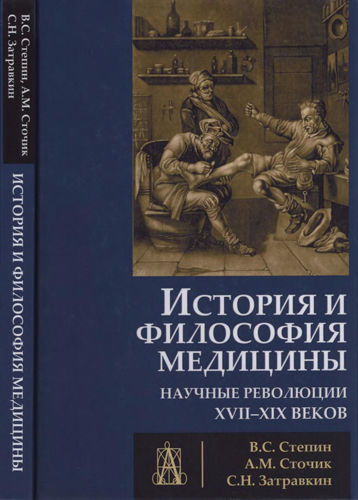 В.С. Степин, А.М. Сточик
С.Н. Затравкин
ИСТОРИЯ И ФИЛОСОФИЯ МЕДИЦИНЫ
ИСТОРИЯ И
ФИЛОСОФИЯ
МЕДИЦИНЫ
НАУЧНЫЕ РЕВОЛЮЦИИ
XVII–XIX ВЕКОВ
В.С. Степин
А.М. Сточик
С.Н. Затравкин